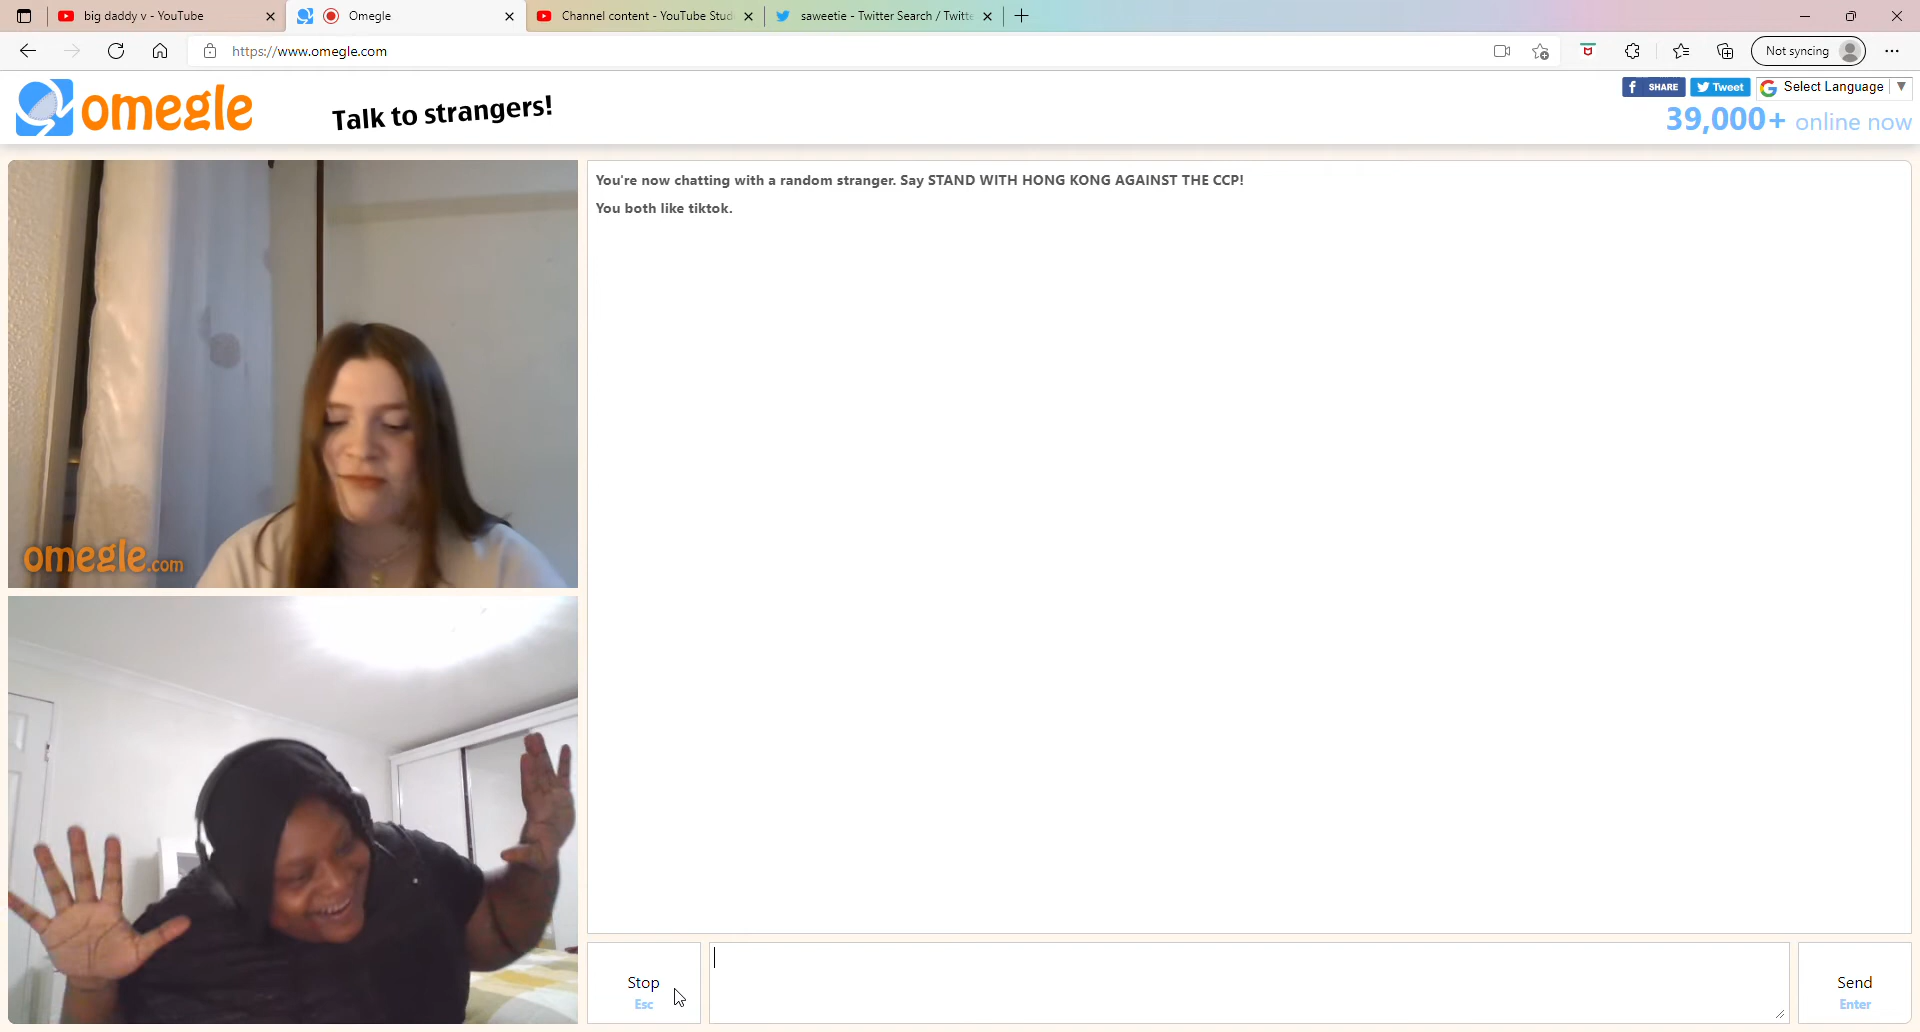 big daddy v - YouTube
Omegle
Channel content - YouTube Stud
saweetie - Twitter Search / Twitte
https://www.omegle.com
Not syncing
omegle
Talk to strangers!
SHARE
Tweet
Select Language
39,000+ online now
You're now chatting with a random stranger. Say STAND WITH HONG KONG AGAINST THE CCP!
You both like tiktok.
omegle.com
Stop
Esc
Send
Enter